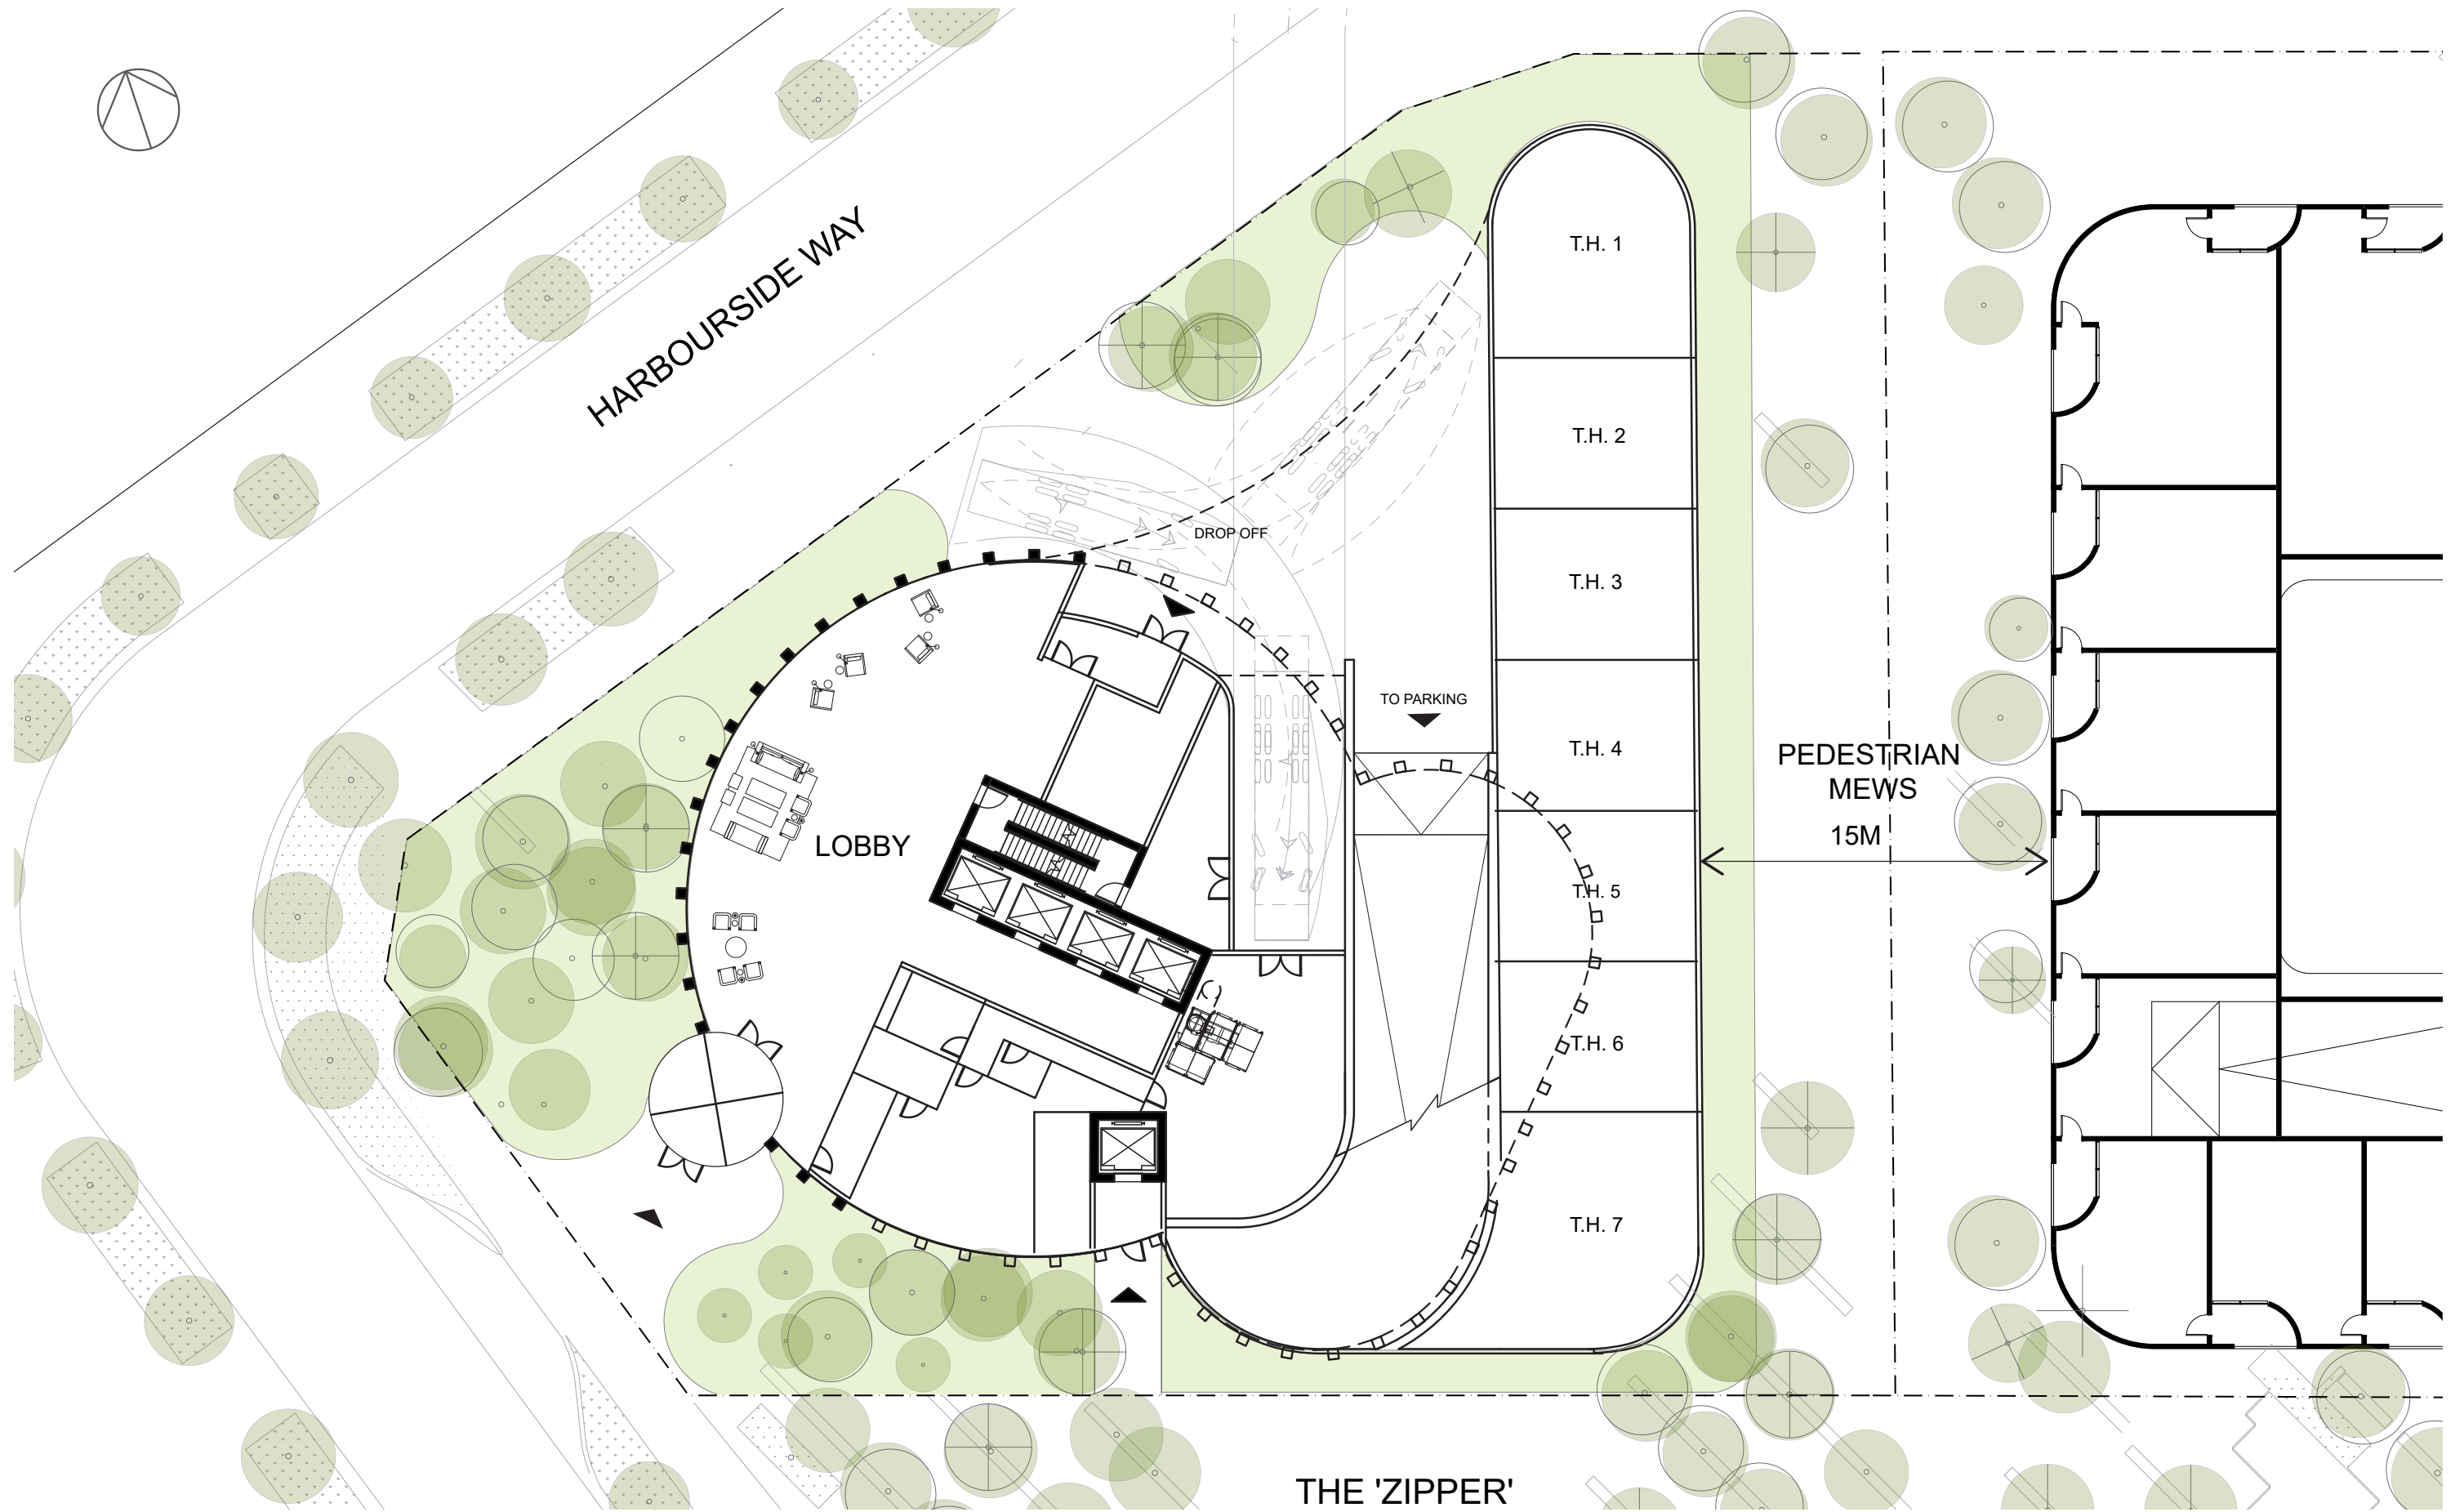 HARBOURSIDE WAY
T.H. 1
T.H. 2
DROP OFF
T.H. 3
TO PARKING
T.H. 4
PEDESTRIAN
MEWS
15M
LOBBY
T.H. 5
T.H. 6
T.H. 7
THE 'ZIPPER'